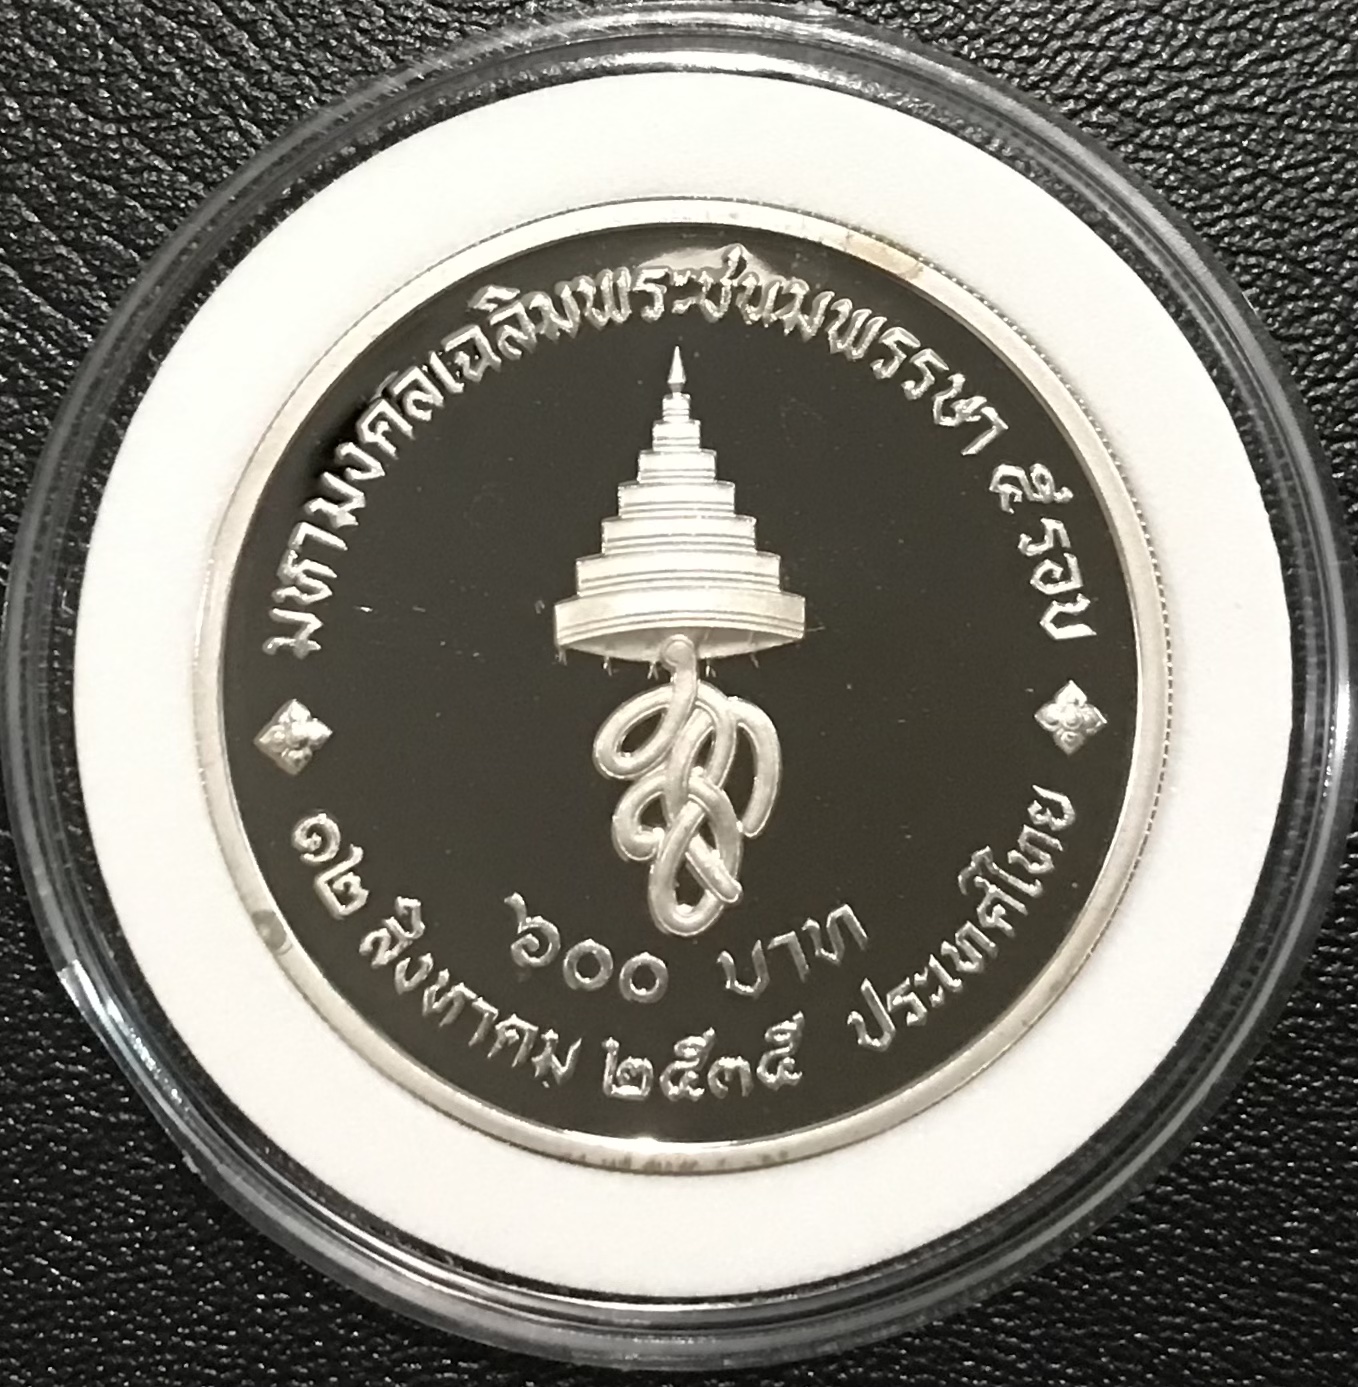 มหามงคลเฉลิมพระชนมพรรษา ๕ รอบ
๖๐๐ บาท
๑๒ สิงหาคม ๒๕๓๕ ประเทศไทย